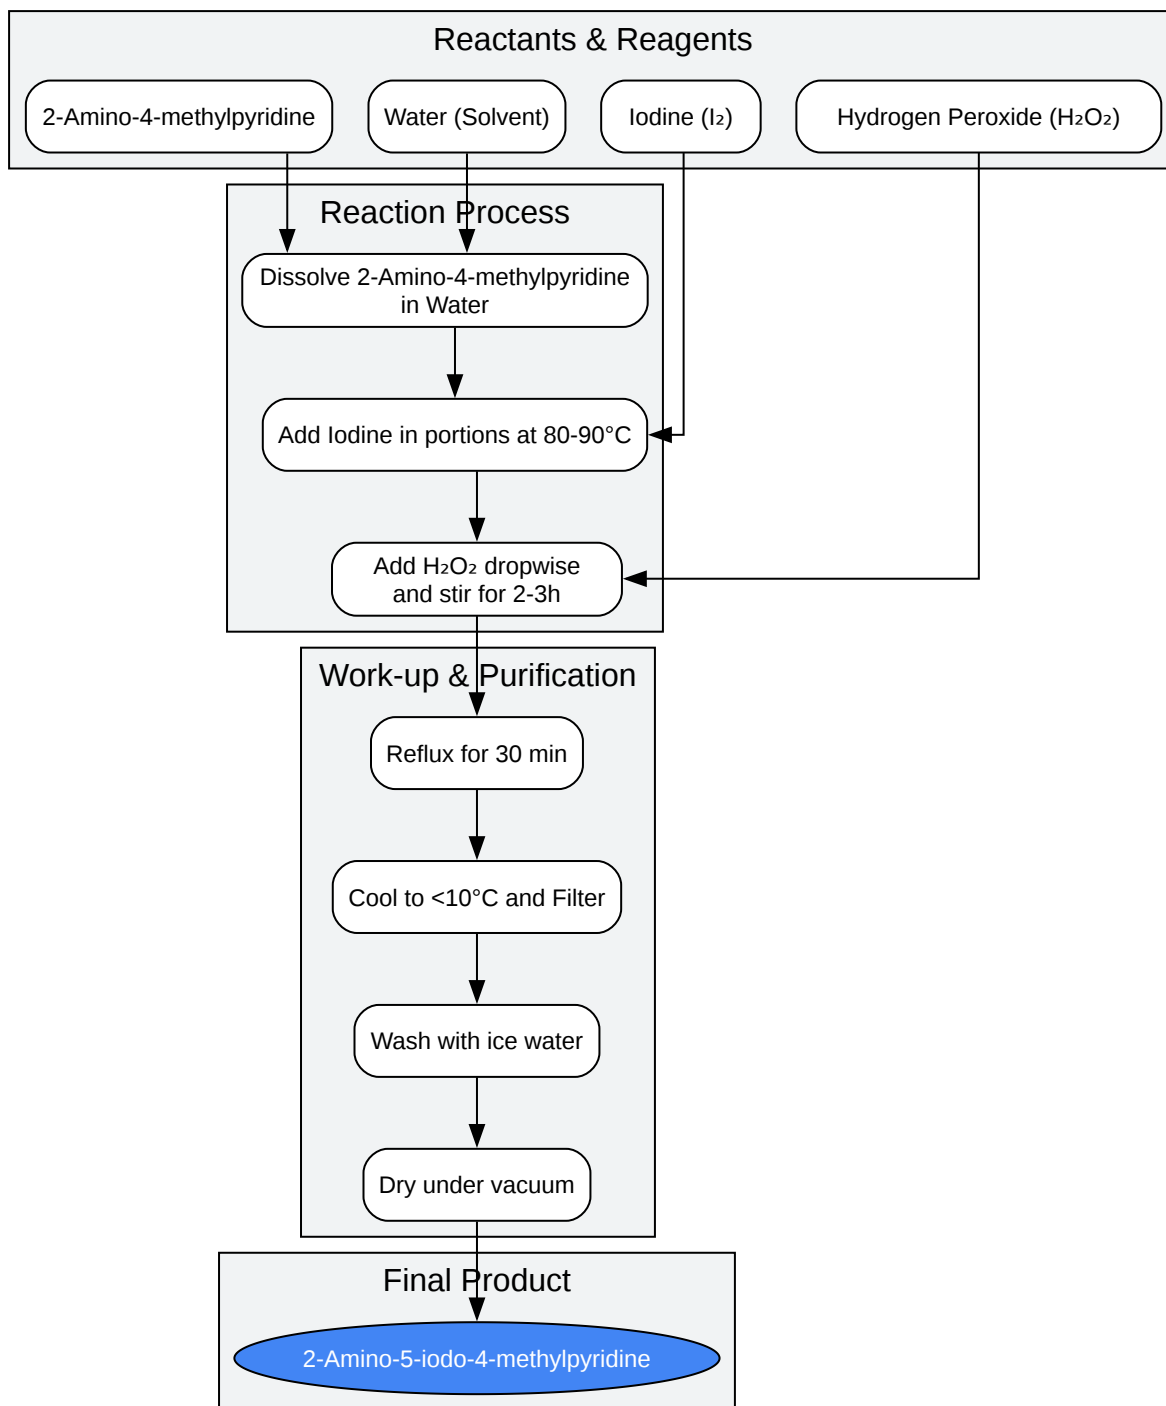 Reactants & Reagents
2-Amino-4-methylpyridine
Water (Solvent)
Iodine (I₂)
Hydrogen Peroxide (H₂O₂)
Reaction Process
Dissolve 2-Amino-4-methylpyridine
in Water
Add Iodine in portions at 80-90°C
Add H₂O₂ dropwise
and stir for 2-3h
Work-up & Purification
Reflux for 30 min
Cool to <10°C and Filter
Wash with ice water
Dry under vacuum
Final Product
2-Amino-5-iodo-4-methylpyridine